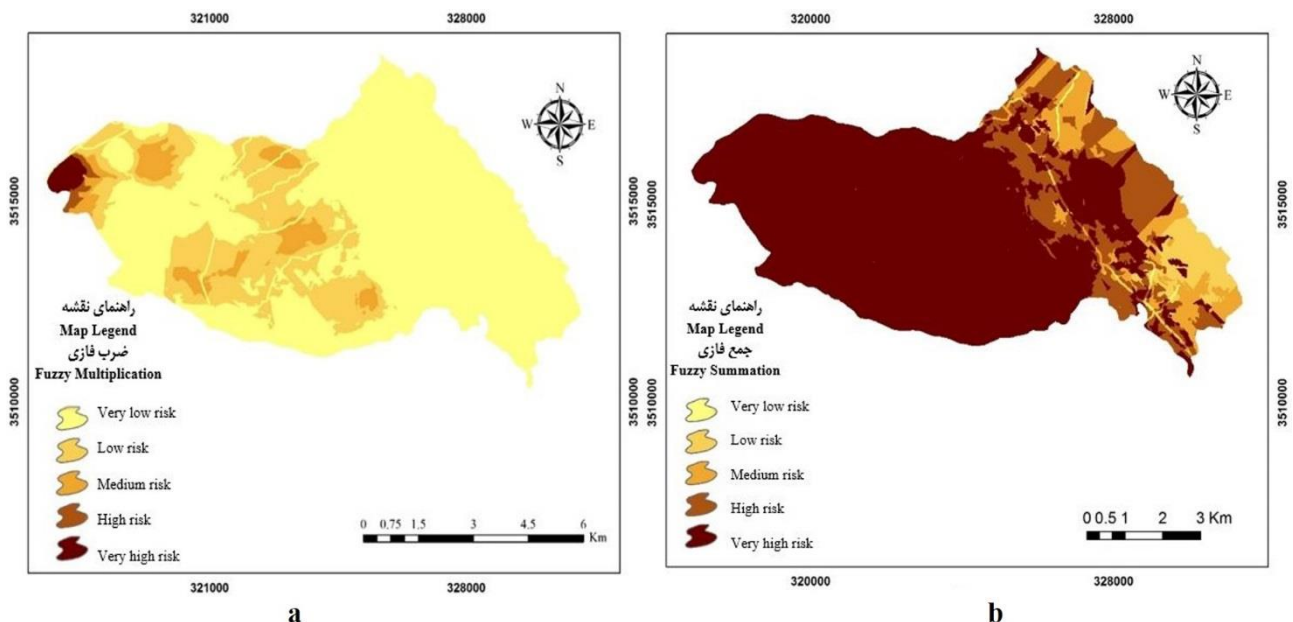 321000
328000
3515000
3510000
N
W
E
S
راهنمای نقشه
Map Legend
ضرب فازی
Fuzzy Multiplication
Very low risk
Low risk
Medium risk
High risk
Very high risk
0 0.75 1.5 3 4.5 6
Km
3515000
3510000
321000
328000
a
320000
328000
3515000
3510000
N
W
E
S
راهنمای نقشه
Map Legend
جمع فازی
Fuzzy Summation
Very low risk
Low risk
Medium risk
High risk
Very high risk
0 0.5 1 2 3 Km
3515000
3510000
320000
328000
b